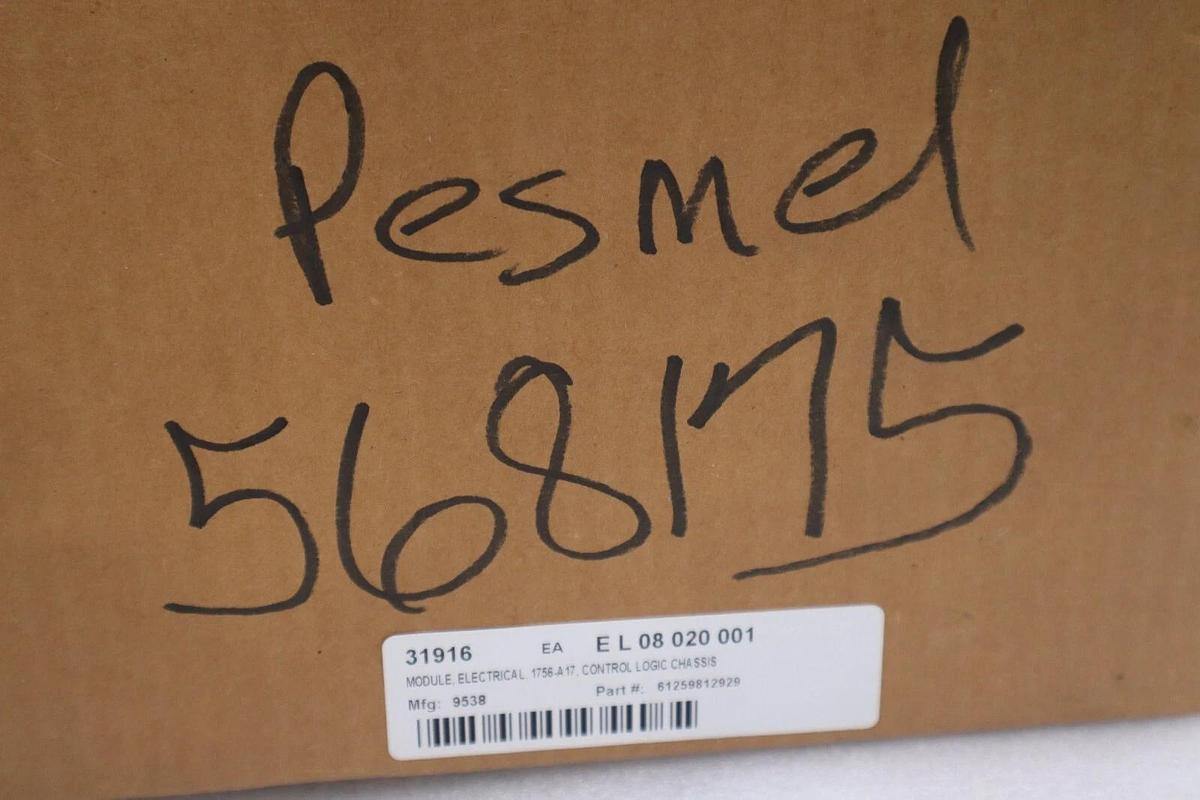 Pesmel
568175
31916 EA E L 08 020 001
MODULE, ELECTRICAL, 1756-A17, CONTROL LOGIC CHASSIS
Mfg: 9538 Part #: 61259812929